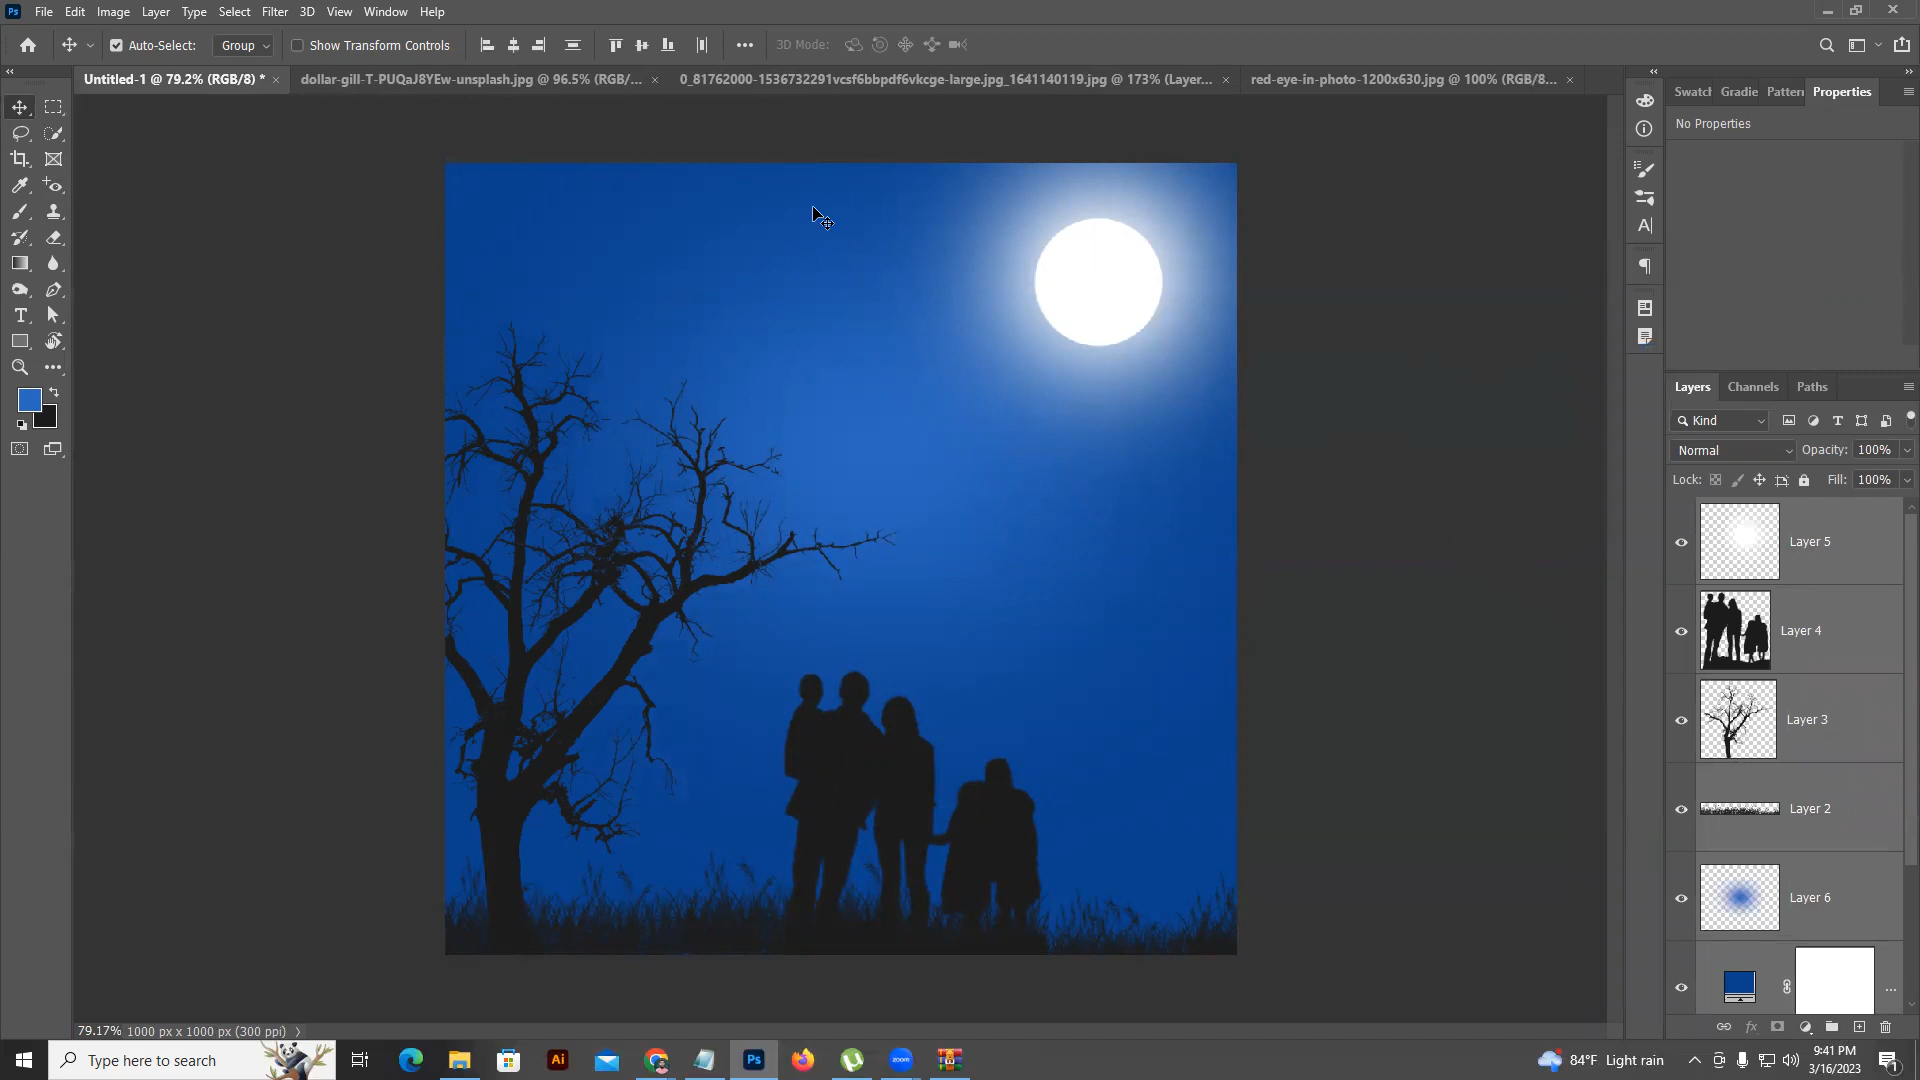 Ps File Edit Image Layer Type Select Filter 3D View Window Help
Auto-Select: Group Show Transform Controls 3D Mode:
Untitled-1 @ 79.2% (RGB/8) * × dollar-gill-T-PUQaJ8YEw-unsplash.jpg @ 96.5% (RGB/... × 0_81762000-1536732291vcsf6bbpdf6vkcge-large.jpg_1641140119.jpg @ 173% (Layer... × red-eye-in-photo-1200x630.jpg @ 100% (RGB/8... ×
Swatch Gradie Pattern Properties
No Properties
Layers Channels Paths
Kind
Normal Opacity: 100%
Lock: Fill: 100%
Layer 5
Layer 4
Layer 3
Layer 2
Layer 6
...
79.17% 1000 px x 1000 px (300 ppi)
Type here to search Ai Ps zoom 84°F Light rain 9:41 PM
3/16/2023 1